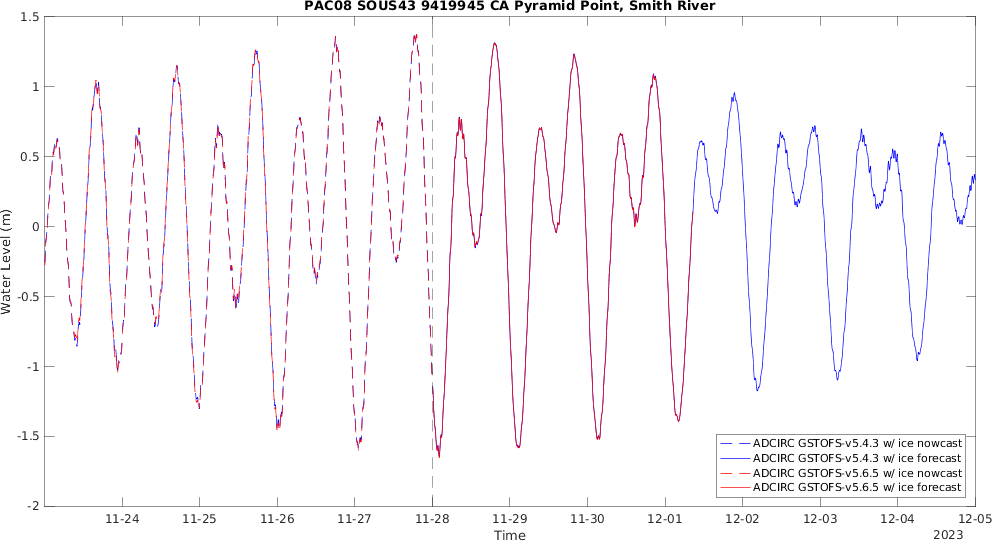 PAC08 SOUS43 9419945 CA Pyramid Point, Smith River
1.5
1
0.5
0
-0.5
-1
-1.5
-2
Water Level (m)
ADCIRC GSTOFS-v5.4.3 w/ ice nowcast
ADCIRC GSTOFS-v5.4.3 w/ ice forecast
ADCIRC GSTOFS-v5.6.5 w/ ice nowcast
ADCIRC GSTOFS-v5.6.5 w/ ice forecast
11-24 11-25 11-26 11-27 11-28 11-29 11-30 12-01 12-02 12-03 12-04 12-05
Time
2023